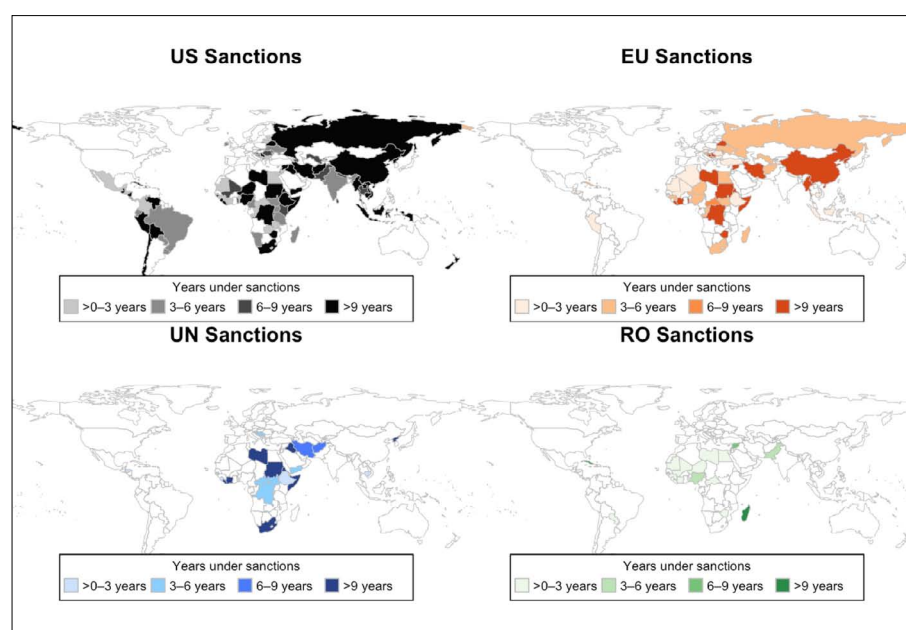 US Sanctions
EU Sanctions
Years under sanctions
>0–3 years 3–6 years 6–9 years >9 years
Years under sanctions
>0–3 years 3–6 years 6–9 years >9 years
UN Sanctions
RO Sanctions
Years under sanctions
>0–3 years 3–6 years 6–9 years >9 years
Years under sanctions
>0–3 years 3–6 years 6–9 years >9 years